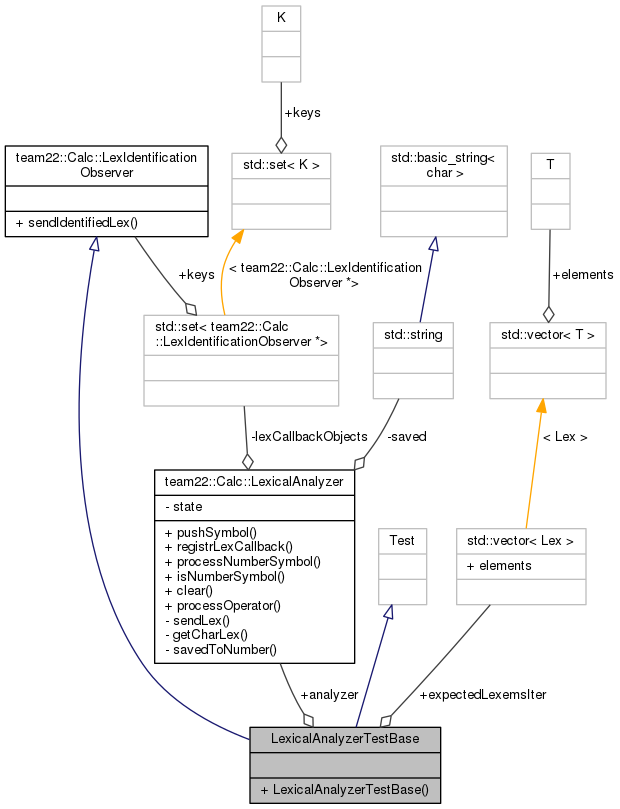 K
+keys
team22::Calc::LexIdentification
Observer
+ sendIdentifiedLex()
std::set< K >
std::basic_string<
char >
T
+keys
< team22::Calc::LexIdentification
Observer *>
+elements
std::set< team22::Calc
::LexIdentificationObserver *>
std::string
std::vector< T >
-lexCallbackObjects
-saved
< Lex >
team22::Calc::LexicalAnalyzer
- state
+ pushSymbol()
+ registrLexCallback()
+ processNumberSymbol()
+ isNumberSymbol()
+ clear()
+ processOperator()
- sendLex()
- getCharLex()
- savedToNumber()
Test
std::vector< Lex >
+ elements
+analyzer
+expectedLexemsIter
LexicalAnalyzerTestBase
+ LexicalAnalyzerTestBase()